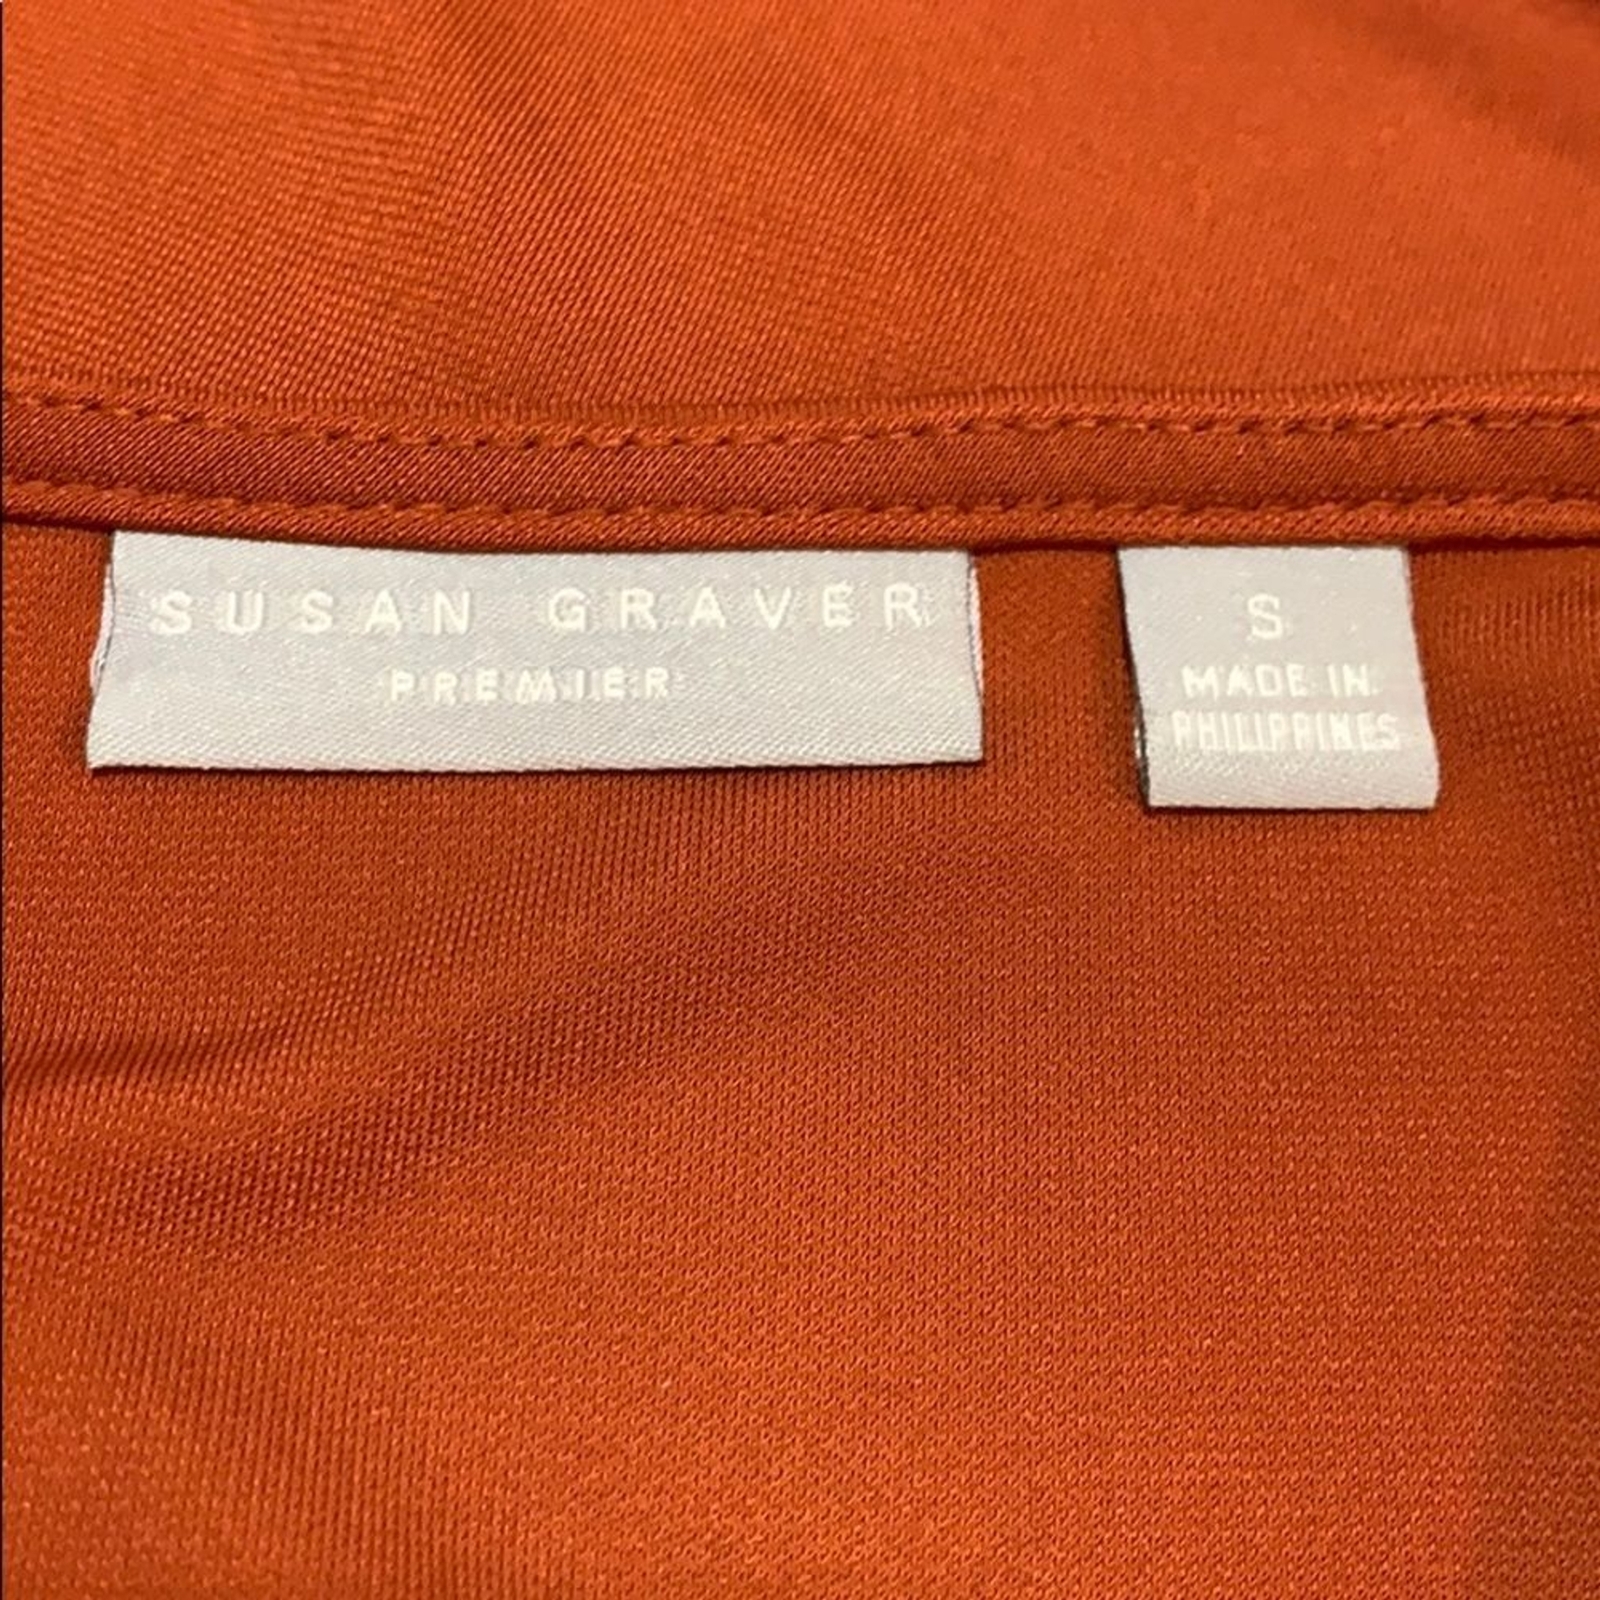 SUSAN GRAVER
PREMIER
S
MADE IN
PHILIPPINES